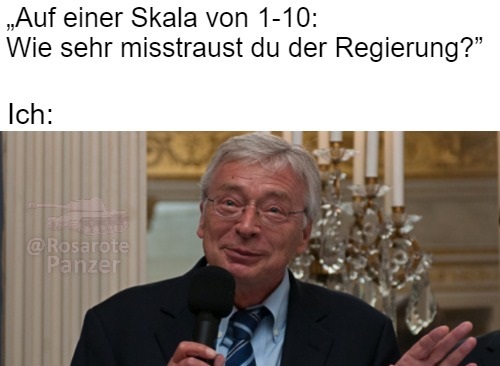 „Auf einer Skala von 1-10:
Wie sehr misstraust du der Regierung?”
Ich:
@Rosarote
Panzer